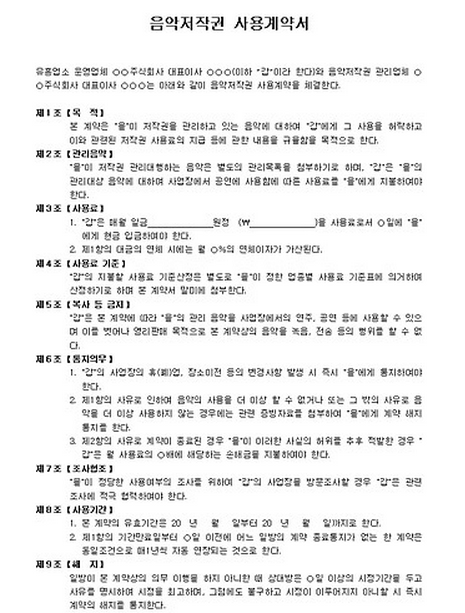 음악저작권 사용계약서
유흥업소 운영업체 ○○주식회사 대표이사 ○○○(이하 "갑"이라 한다)와 음악저작권 관리업체 ○
○주식회사 대표이사 ○○○는 아래와 같이 음악저작권 사용계약을 체결한다.
제1조【목 적】
본 계약은 "을"이 저작권을 관리하고 있는 음악에 대하여 "갑"에게 그 사용을 허락하고
이와 관련된 저작권 사용료의 지급 등에 관한 내용을 규율함을 목적으로 한다.
제2조【관리음악】
"을"이 저작권 관리대행하는 음악은 별도의 관리목록을 첨부하기로 하며, "갑"은 "을"의
관리대상 음악에 대하여 사업장에서 공연에 사용함에 따른 사용료를 "을"에게 지불하여야
한다.
제3조【사용료】
1. "갑"은 매월 일금____________원정 (₩____________)을 사용료로서 ○일에 "을"
에게 현금 입금하여야 한다.
2. 제1항의 대금의 연체 시에는 월 ○%의 연체이자가 가산된다.
제4조【사용료 기준】
"갑"의 지불할 사용료 기준산정은 별도로 "을"이 정한 업종별 사용료 기준표에 의거하여
산정하기로 하며 본 계약서 말미에 첨부한다.
제5조【복사 등 금지】
"갑"은 본 계약에 따라 "을"의 관리 음악을 사업장에서의 연주, 공연 등에 사용할 수 있으
며 이를 벗어나 영리판매 목적으로 본 계약상의 음악을 녹음, 전송 등의 행위를 할 수 없
다.
제6조【통지의무】
1. "갑"의 사업장의 휴(폐)업, 장소이전 등의 변경사항 발생 시 즉시 "을"에게 통지하여야
한다.
2. 제1항의 사유로 인하여 음악의 사용을 더 이상 할 수 없거나 또는 그 밖의 사유로 음
악을 더 이상 사용하지 않는 경우에는 관련 증빙자료를 첨부하여 "을"에게 계약 해지
통지를 한다.
3. 제2항의 사유로 계약이 종료된 경우 "을"이 이러한 사실의 허위를 추후 적발한 경우 "
갑"은 월 사용료의 ○배에 해당하는 손해금을 지불하여야 한다.
제7조【조사협조】
"을"이 정당한 사용여부의 조사를 위하여 "갑"의 사업장을 방문조사할 경우 "갑"은 관련
조사에 적극 협력하여야 한다.
제8조【사용기간】
1. 본 계약의 유효기간은 20 년 월 일부터 20 년 월 일까지로 한다.
2. 제1항의 기간만료일부터 ○일 이전에 어느 일방의 계약 종료통지가 없는 한 계약은
동일조건으로 매1년씩 자동 연장되는 것으로 한다.
제9조【해 지】
일방이 본 계약상의 의무 이행을 하지 아니한 때 상대방은 ○일 이상의 시정기간을 두고
사유를 명시하여 시정을 최고하며, 그럼에도 불구하고 시정이 이루어지지 아니할 시 즉시
계약의 해지를 통지한다.